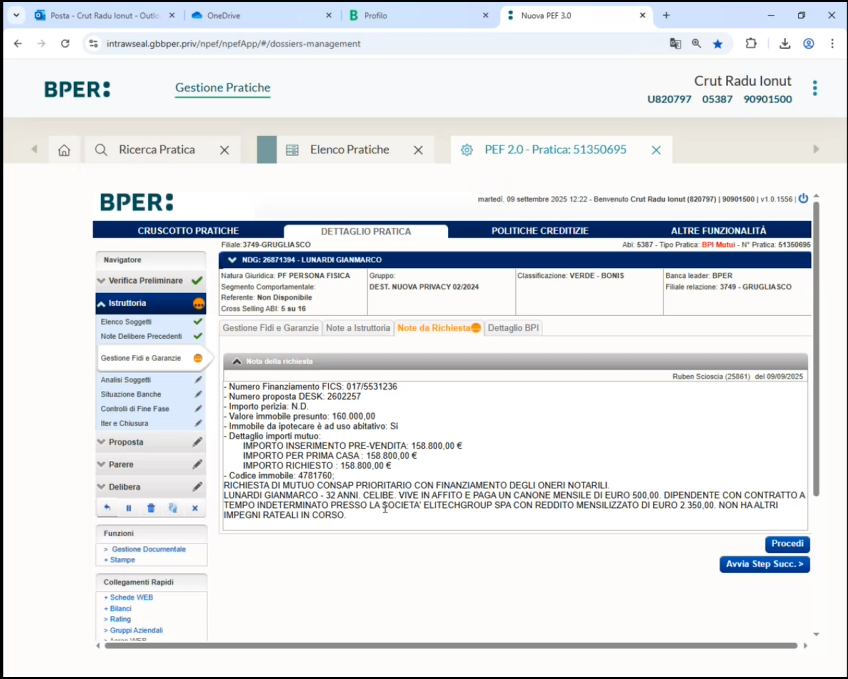 Posta - Crut Radu Ionut - Outlo
OneDrive
Profilo
Nuova PEF 3.0
intrawseal.gbbper.priv/npef/npefApp/#/dossiers-management
BPER:
Gestione Pratiche
Crut Radu Ionut
U820797 05387 90901500
Ricerca Pratica
Elenco Pratiche
PEF 2.0 - Pratica: 51350695
BPER:
martedì, 09 settembre 2025 12:22 - Benvenuto Crut Radu Ionut (820797) | 90901500 | v1.0.1556 |
CRUSCOTTO PRATICHE
DETTAGLIO PRATICA
POLITICHE CREDITIZIE
ALTRE FUNZIONALITÀ
Filiale:3749-GRUGLIASCO
Abi: 5387 - Tipo Pratica: BPI Mutui - N° Pratica: 51350695
Navigatore
Verifica Preliminare
Istruttoria
Elenco Soggetti
Note Delibere Precedenti
Gestione Fidi e Garanzie
Analisi Soggetti
Situazione Banche
Controlli di Fine Fase
Iter e Chiusura
Proposta
Parere
Delibera
Funzioni
> Gestione Documentale
+ Stampe
Collegamenti Rapidi
+ Schede WEB
+ Bilanci
> Rating
> Gruppi Aziendali
NDG: 26871394 - LUNARDI GIANMARCO
Natura Giuridica: PF PERSONA FISICA
Segmento Comportamentale:
Referente: Non Disponibile
Cross Selling ABI: 5 su 16
Gruppo:
DEST. NUOVA PRIVACY 02/2024
Classificazione: VERDE - BONIS
Banca leader: BPER
Filiale relazione: 3749 - GRUGLIASCO
Gestione Fidi e Garanzie
Note a Istruttoria
Note da Richiesta
Dettaglio BPI
Nota della richiesta
Ruben Scioscia (25861) del 09/09/2025
- Numero Finanziamento FICS: 017/5531236
- Numero proposta DESK: 2602257
- Importo perizia: N.D.
- Valore immobile presunto: 160.000,00
- Immobile da ipotecare è ad uso abitativo: Si
- Dettaglio importi mutuo:
IMPORTO INSERIMENTO PRE-VENDITA: 158.800,00 €
IMPORTO PER PRIMA CASA : 158.800,00 €
IMPORTO RICHIESTO : 158.800,00 €
- Codice immobile: 4781760;
RICHIESTA DI MUTUO CONSAP PRIORITARIO CON FINANZIAMENTO DEGLI ONERI NOTARILI.
LUNARDI GIANMARCO - 32 ANNI. CELIBE. VIVE IN AFFITO E PAGA UN CANONE MENSILE DI EURO 500,00. DIPENDENTE CON CONTRATTO A
TEMPO INDETERMINATO PRESSO LA SOCIETA' ELITECHGROUP SPA CON REDDITO MENSILIZZATO DI EURO 2.350,00. NON HA ALTRI
IMPEGNI RATEALI IN CORSO.
Procedi
Avvia Step Succ. >